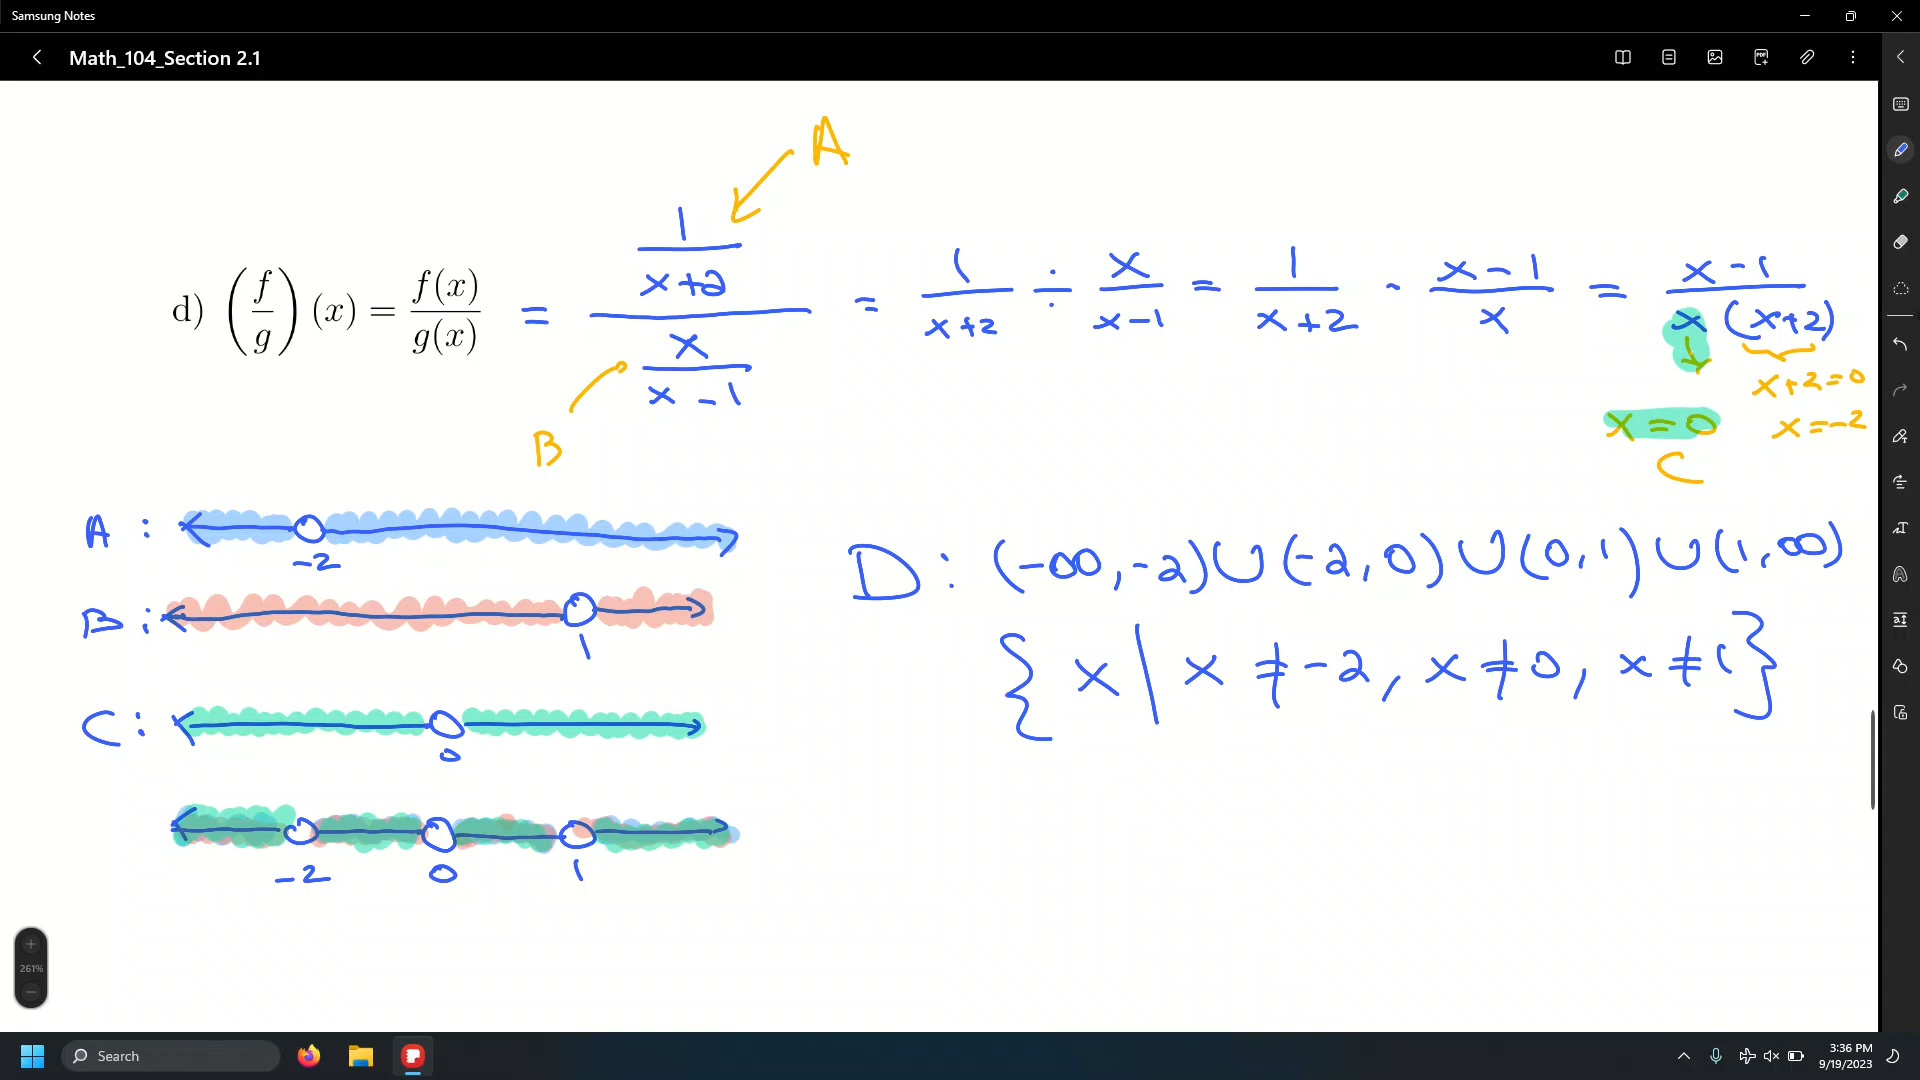 Samsung Notes
Math_104_Section 2.1
A
d) (f/g)(x) = f(x)/g(x) = (1/(x+2))/(x/(x-1)) = 1/(x+2) ÷ x/(x-1) = 1/(x+2) · (x-1)/x = (x-1)/(x(x+2))
B
x+2=0
x=0 x=-2
C
A :
-2
B :
1
C :
0
-2 0 1
D : (-∞,-2)∪(-2,0)∪(0,1)∪(1,∞)
{x | x ≠ -2, x ≠ 0, x ≠ 1}
261%
Search
3:36 PM
9/19/2023